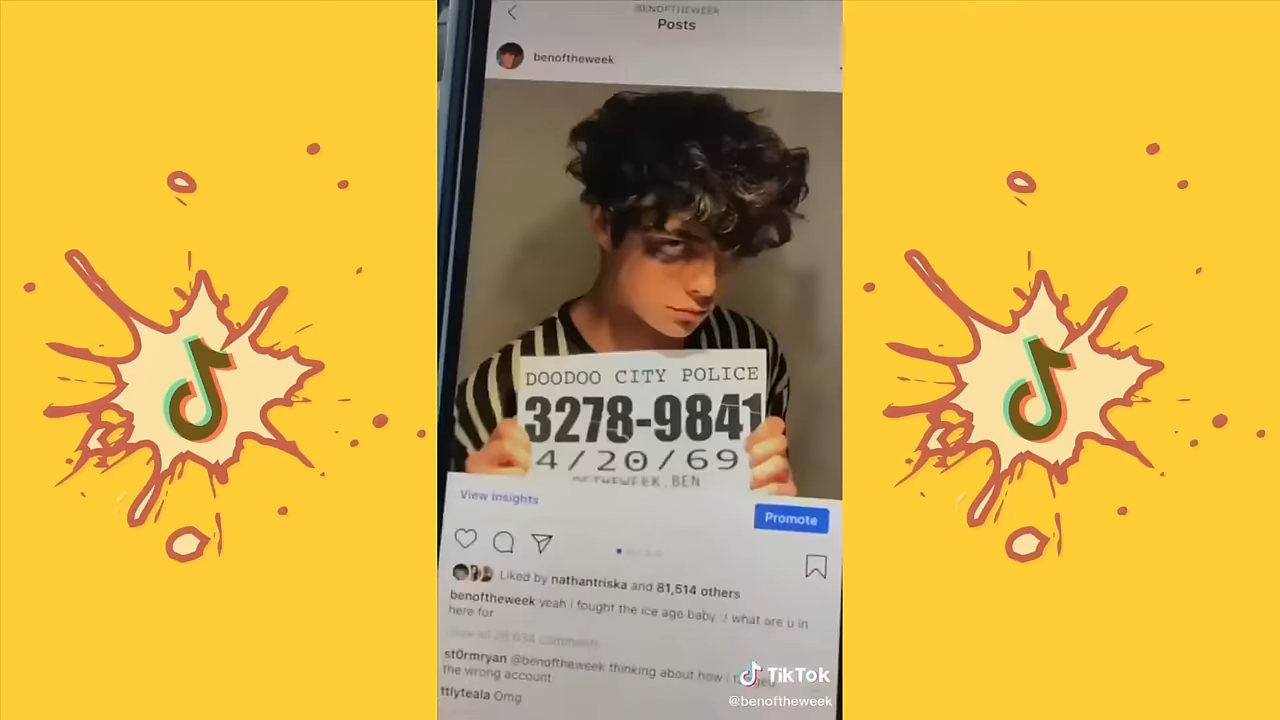 BENOFTHEWEEK
Posts
benoftheweek
DOODOO CITY POLICE
3278-9841
4/20/69
View Insights
Promote
Liked by nathantriska and 81,514 others
benoftheweek yeah i fought the ice age baby :/ what are u in
here for
comments
st0rmryan @benoftheweek thinking about how i
the wrong account
ttlyteala Omg
TikTok
@benoftheweek